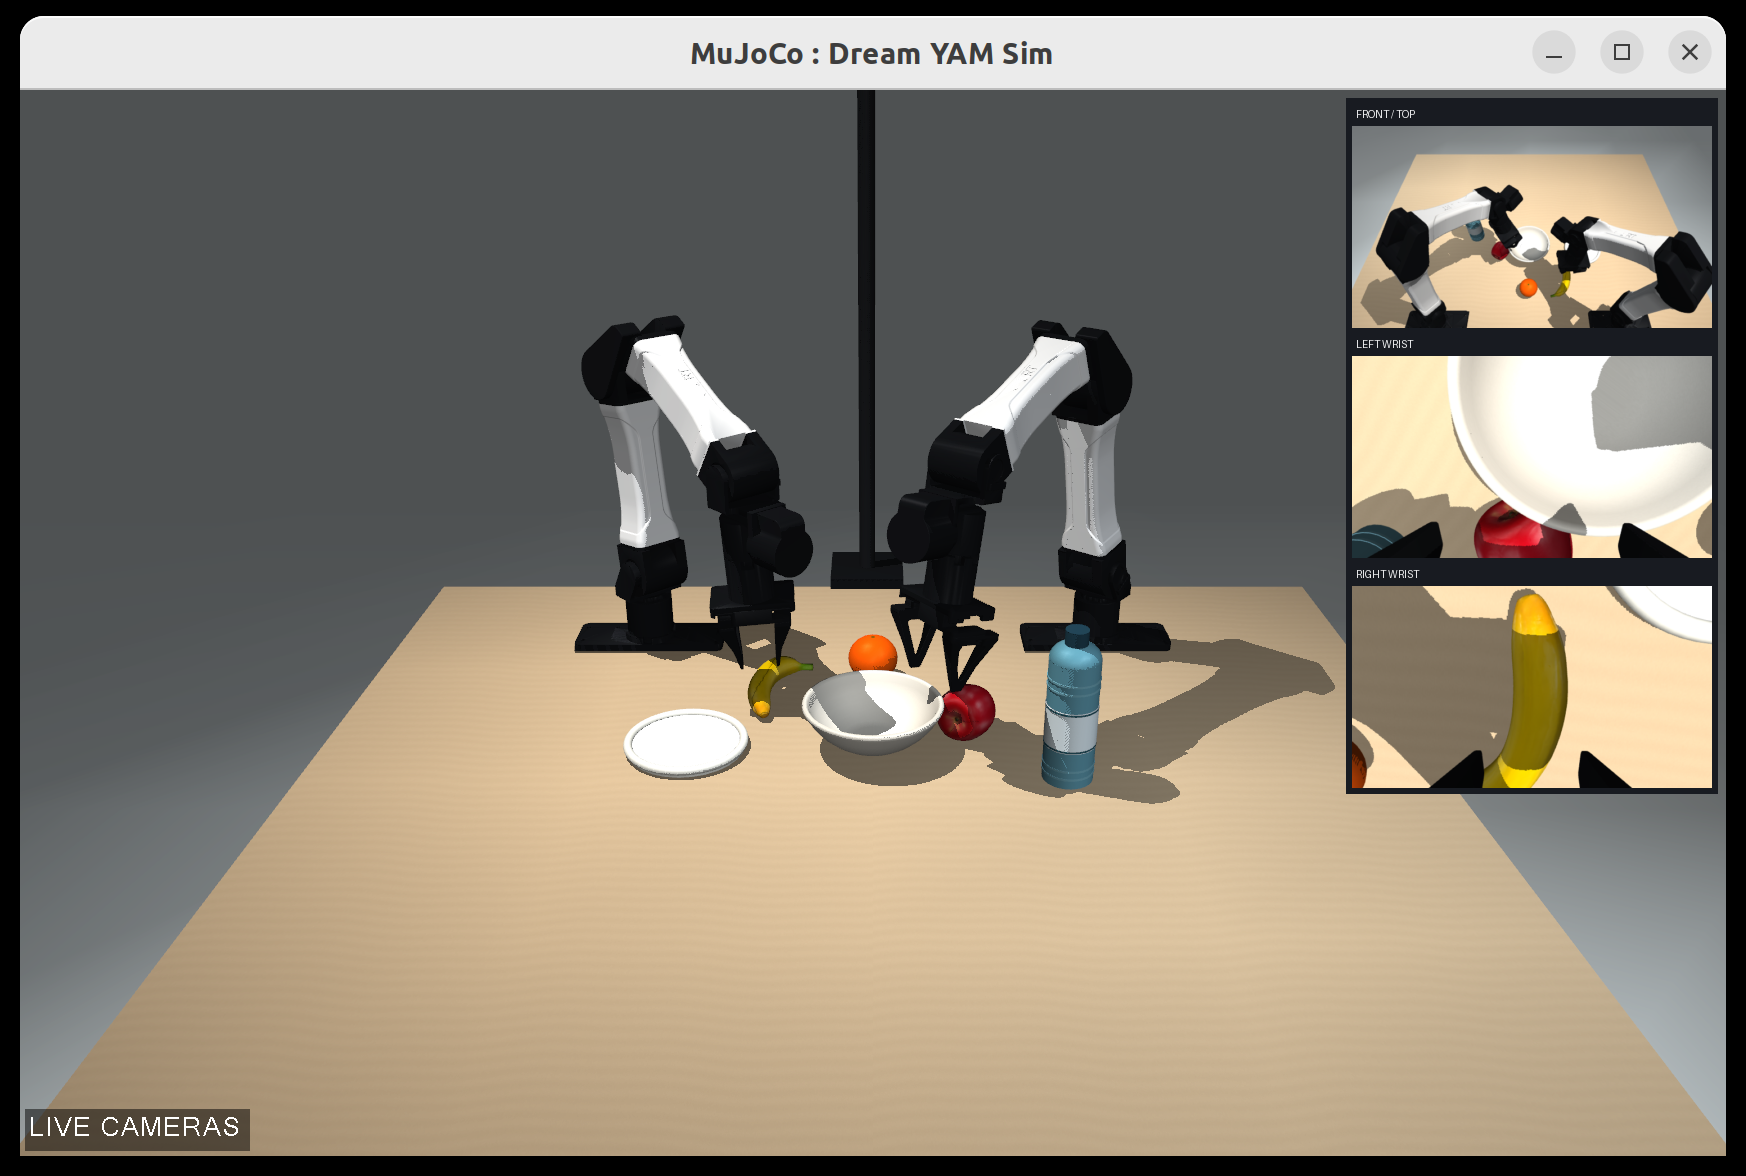 MuJoCo : Dream YAM Sim
FRONT / TOP
LEFT WRIST
RIGHT WRIST
LIVE CAMERAS